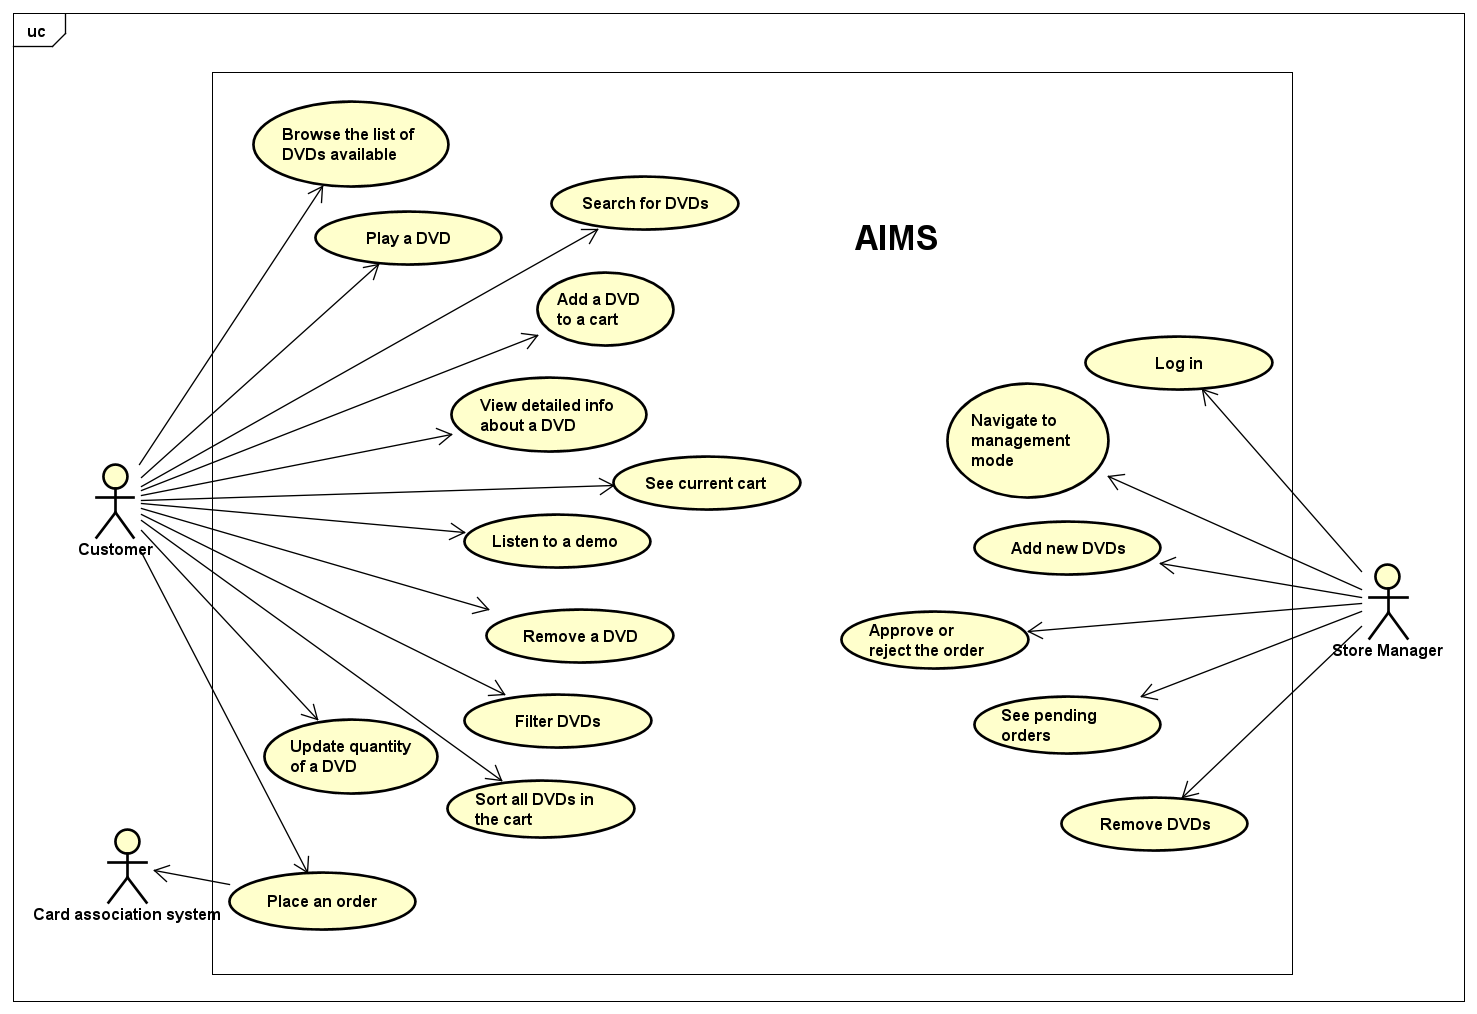 uc
Browse the list of
DVDs available
Search for DVDs
Play a DVD
AIMS
Add a DVD
to a cart
Log in
View detailed info
about a DVD
Navigate to
management
mode
See current cart
Listen to a demo
Customer
Add new DVDs
Remove a DVD
Approve or
reject the order
Store Manager
Filter DVDs
See pending
orders
Update quantity
of a DVD
Sort all DVDs in
the cart
Remove DVDs
Place an order
Card association system